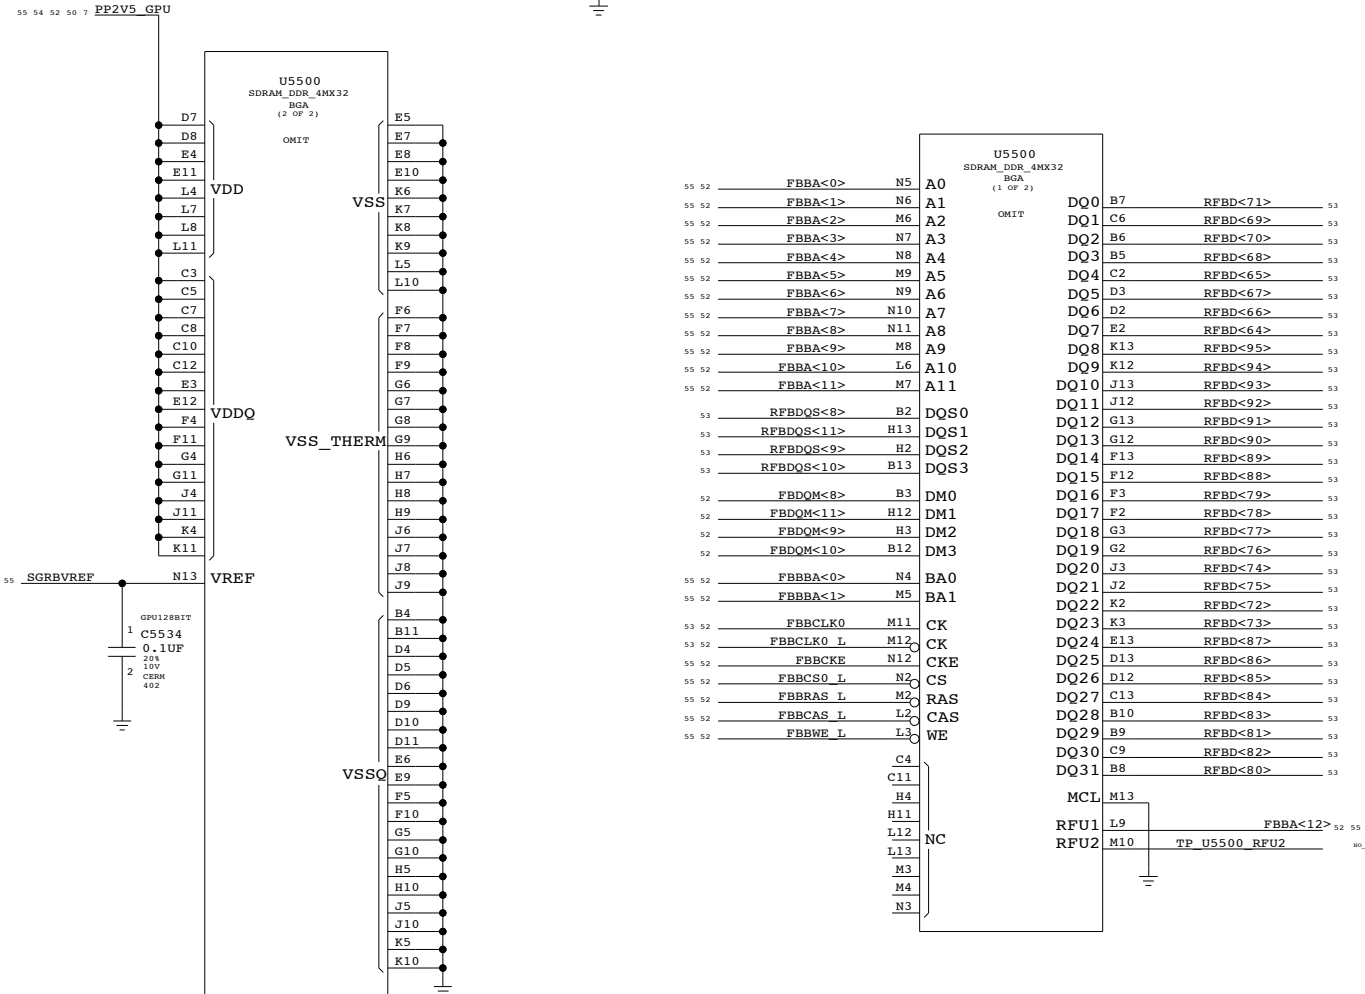 55 54 52 50 7 PP2V5_GPU
U5500
SDRAM_DDR_4MX32
BGA
(2 OF 2)
OMIT
D7
D8
E4
E11
L4
L7
L8
L11
VDD
C3
C5
C7
C8
C10
C12
E3
E12
F4
F11
G4
G11
J4
J11
K4
K11
VDDQ
55 SGRBVREF N13 VREF
GPU128BIT
1 C5534
0.1UF
20%
10V
2 CERM
402
E5
E7
E8
E10
K6
K7
K8
K9
L5
L10
VSS
F6
F7
F8
F9
G6
G7
G8
G9
H6
H7
H8
H9
J6
J7
J8
J9
VSS_THERM
B4
B11
D4
D5
D6
D9
D10
D11
E6
E9
F5
F10
G5
G10
H5
H10
J5
J10
K5
K10
VSSQ
U5500
SDRAM_DDR_4MX32
BGA
(1 OF 2)
OMIT
55 52 FBBA<0> N5 A0
55 52 FBBA<1> N6 A1
55 52 FBBA<2> M6 A2
55 52 FBBA<3> N7 A3
55 52 FBBA<4> N8 A4
55 52 FBBA<5> M9 A5
55 52 FBBA<6> N9 A6
55 52 FBBA<7> N10 A7
55 52 FBBA<8> N11 A8
55 52 FBBA<9> M8 A9
55 52 FBBA<10> L6 A10
55 52 FBBA<11> M7 A11
53 RFBDQS<8> B2 DQS0
53 RFBDQS<11> H13 DQS1
53 RFBDQS<9> H2 DQS2
53 RFBDQS<10> B13 DQS3
52 FBDQM<8> B3 DM0
52 FBDQM<11> H12 DM1
52 FBDQM<9> H3 DM2
52 FBDQM<10> B12 DM3
55 52 FBBBA<0> N4 BA0
55 52 FBBBA<1> M5 BA1
53 52 FBBCLK0 M11 CK
53 52 FBBCLK0_L M12 CK
55 52 FBBCKE N12 CKE
55 52 FBBCS0_L N2 CS
55 52 FBBRAS_L M2 RAS
55 52 FBBCAS_L L2 CAS
55 52 FBBWE_L L3 WE
C4
C11
H4
H11
L12
L13
M3
M4
N3
NC
DQ0 B7 RFBD<71> 53
DQ1 C6 RFBD<69> 53
DQ2 B6 RFBD<70> 53
DQ3 B5 RFBD<68> 53
DQ4 C2 RFBD<65> 53
DQ5 D3 RFBD<67> 53
DQ6 D2 RFBD<66> 53
DQ7 E2 RFBD<64> 53
DQ8 K13 RFBD<95> 53
DQ9 K12 RFBD<94> 53
DQ10 J13 RFBD<93> 53
DQ11 J12 RFBD<92> 53
DQ12 G13 RFBD<91> 53
DQ13 G12 RFBD<90> 53
DQ14 F13 RFBD<89> 53
DQ15 F12 RFBD<88> 53
DQ16 F3 RFBD<79> 53
DQ17 F2 RFBD<78> 53
DQ18 G3 RFBD<77> 53
DQ19 G2 RFBD<76> 53
DQ20 J3 RFBD<74> 53
DQ21 J2 RFBD<75> 53
DQ22 K2 RFBD<72> 53
DQ23 K3 RFBD<73> 53
DQ24 E13 RFBD<87> 53
DQ25 D13 RFBD<86> 53
DQ26 D12 RFBD<85> 53
DQ27 C13 RFBD<84> 53
DQ28 B10 RFBD<83> 53
DQ29 B9 RFBD<81> 53
DQ30 C9 RFBD<82> 53
DQ31 B8 RFBD<80> 53
MCL M13
RFU1 L9 FBBA<12> 52 55
RFU2 M10 TP_U5500_RFU2 NO_